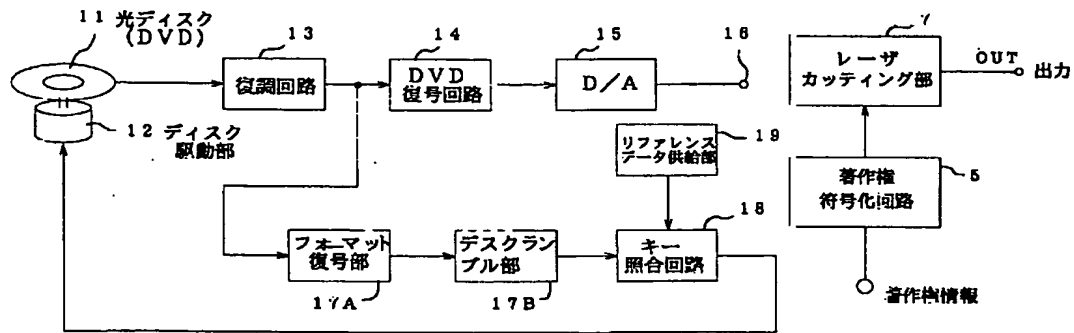 11 光ディスク
(DVD)
12 ディスク
駆動部
13
復調回路
14
DVD
復号回路
15
D/A
16
7
レーザ
カッティング部
OUT
出力
19
リファレンス
データ供給部
5
著作権
符号化回路
著作権情報
フォーマット
復号部
17A
デスクラン
ブル部
17B
18
キー
照合回路